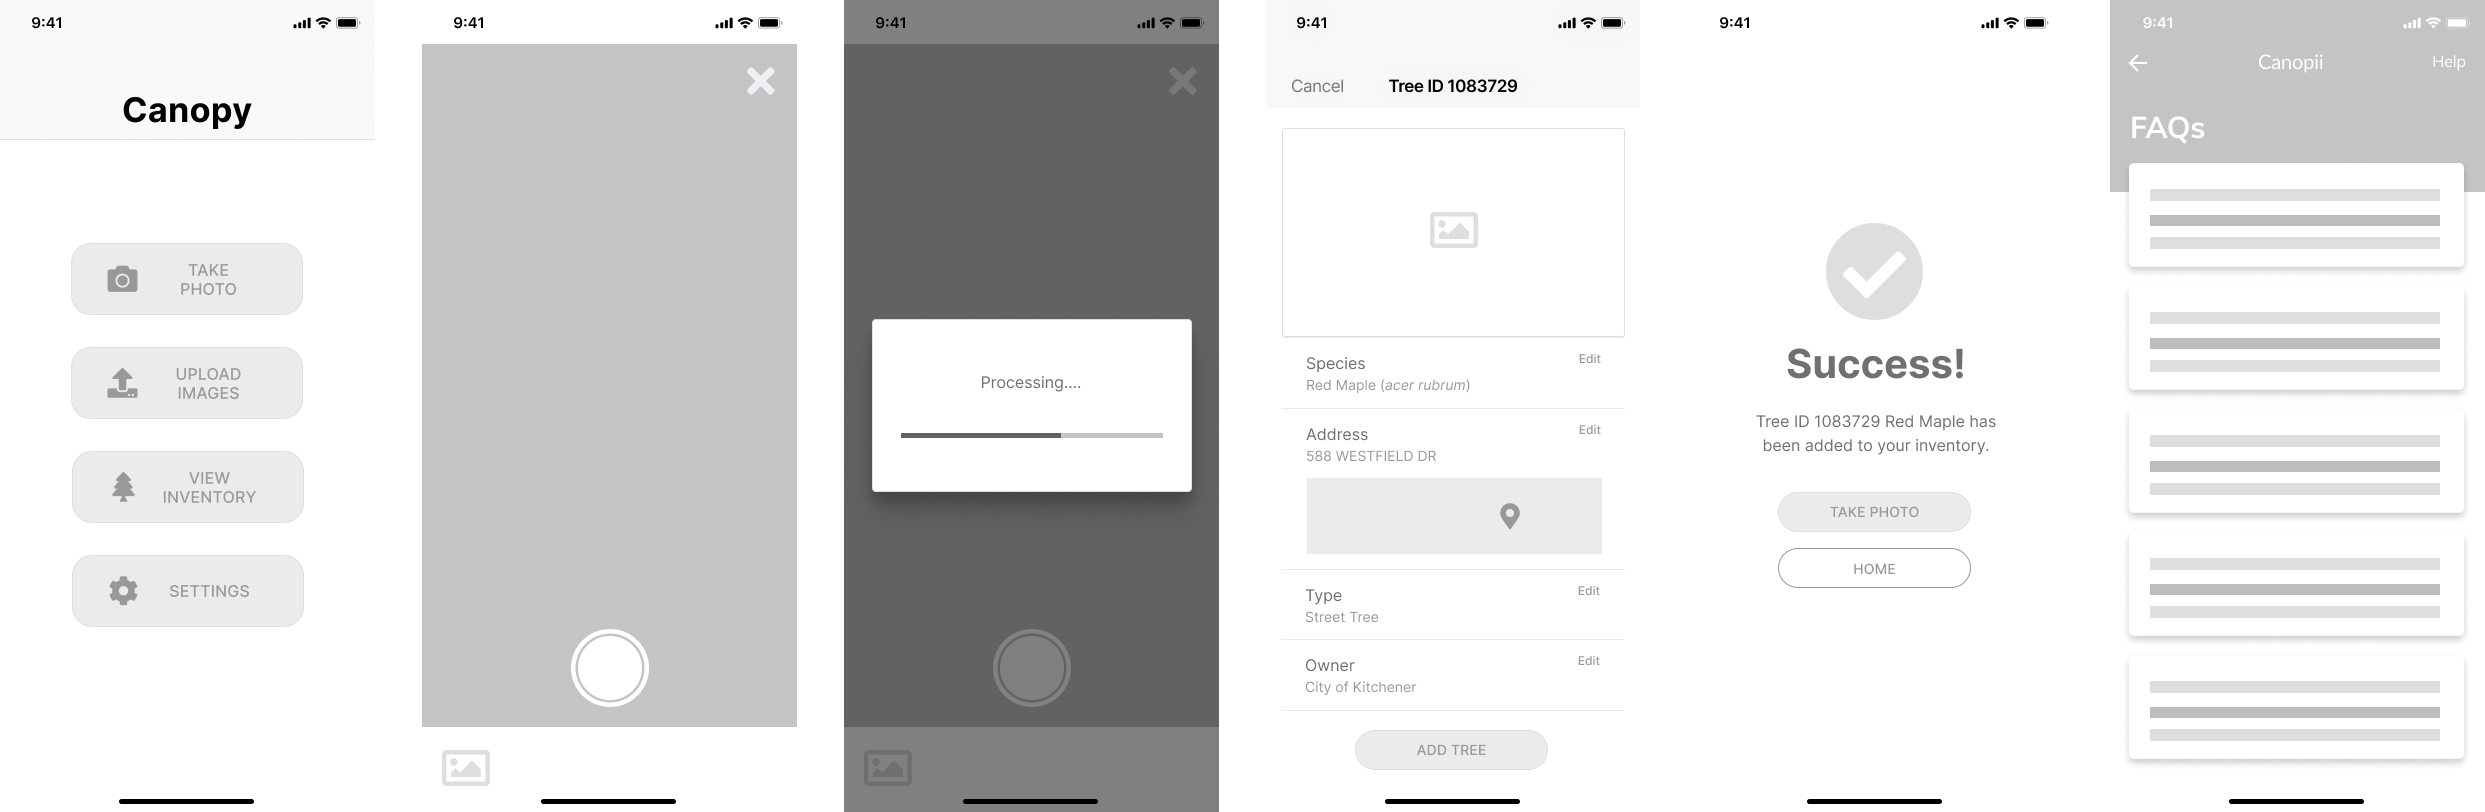 9:41
Canopy
TAKE
PHOTO
UPLOAD
IMAGES
VIEW
INVENTORY
SETTINGS
9:41
9:41
Processing....
9:41
Cancel
Tree ID 1083729
Species
Edit
Red Maple (acer rubrum)
Address
Edit
588 WESTFIELD DR
Type
Edit
Street Tree
Owner
Edit
City of Kitchener
ADD TREE
9:41
Success!
Tree ID 1083729 Red Maple has
been added to your inventory.
TAKE PHOTO
HOME
9:41
Canopii
Help
FAQs